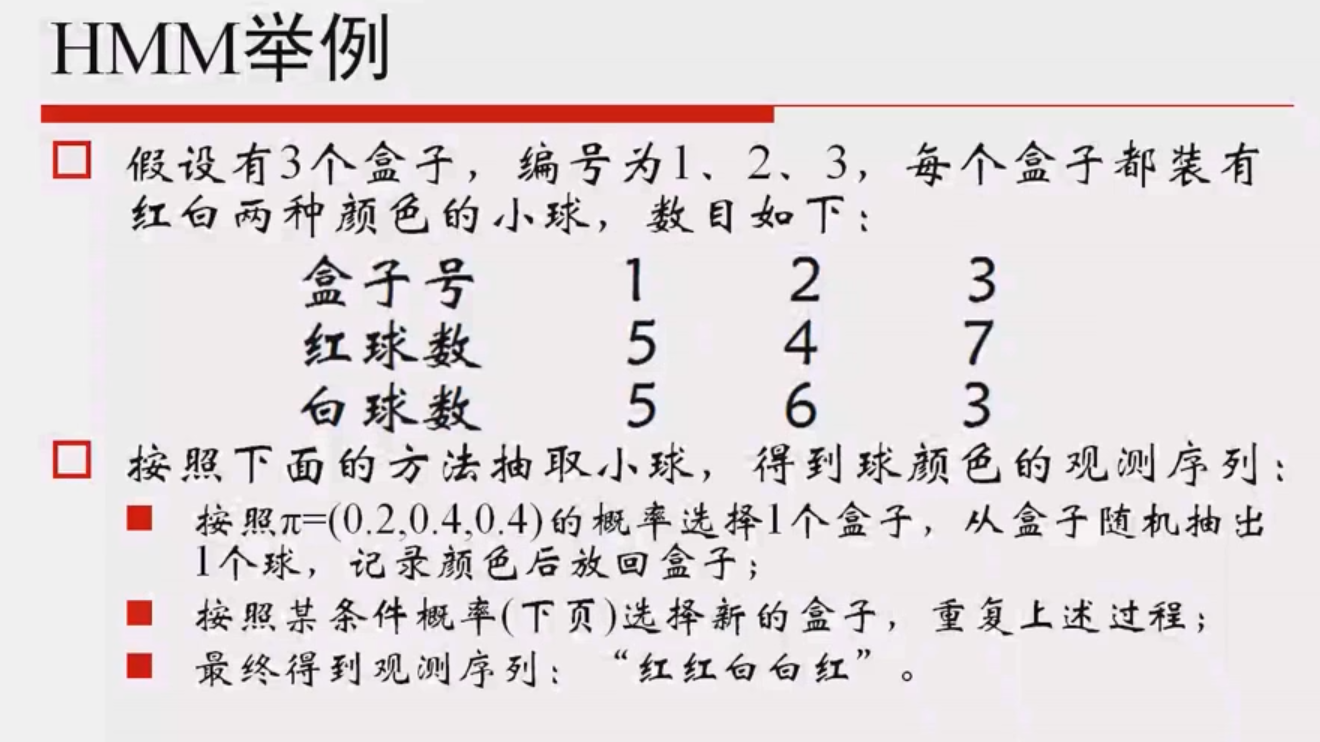 HMM举例
假设有3个盒子，编号为1、2、3，每个盒子都装有
红白两种颜色的小球，数目如下：
盒子号 1 2 3
红球数 5 4 7
白球数 5 6 3
按照下面的方法抽取小球，得到球颜色的观测序列：
按照π=(0.2,0.4,0.4)的概率选择1个盒子，从盒子随机抽出
1个球，记录颜色后放回盒子；
按照某条件概率(下页)选择新的盒子，重复上述过程；
最终得到观测序列：“红红白白红”。